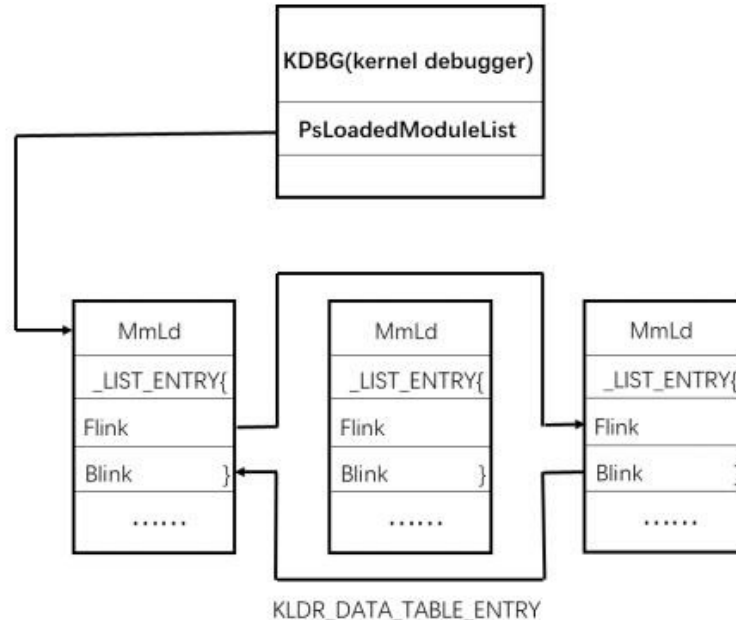 KDBG(kernel debugger)
PsLoadedModuleList
MmLd
_LIST_ENTRY{
Flink
Blink }
......
MmLd
_LIST_ENTRY{
Flink
Blink }
......
MmLd
_LIST_ENTRY{
Flink
Blink }
......
KLDR_DATA_TABLE_ENTRY